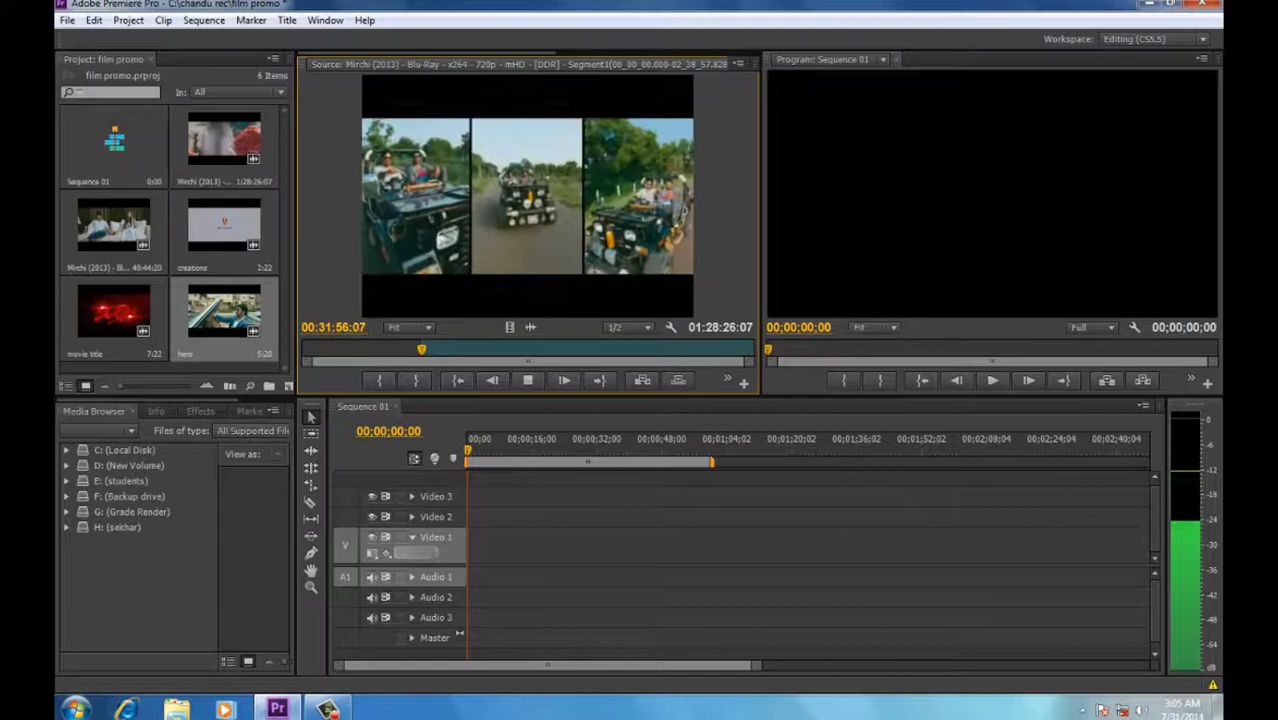 Adobe Premiere Pro - C:\chandu rec\film promo *
File Edit Project Clip Sequence Marker Title Window Help
Workspace: Editing (CS5.5)
Project: film promo
film promo.prproj 6 Items
In: All
Sequence 01 0:00
Mirchi (2013) -... 1:28:26:07
Mirchi (2013) - Bl... 40:44:20
creations 2:22
movie title 7:22
hero 5:20
Source: Mirchi (2013) - Blu-Ray - x264 - 720p - mHD - [DDR] - Segment1(00_00_00.000-02_38_57.828
00:31:56:07 Fit 1/2 01:28:26:07
Program: Sequence 01
00;00;00;00 Fit Full 00;00;00;00
Media Browser Info Effects Marke
Files of type: All Supported Fil
View as:
C: (Local Disk)
D: (New Volume)
E: (students)
F: (Backup drive)
G: (Grade Render)
H: (sekhar)
Sequence 01
00;00;00;00
00;00 00;00;16;00 00;00;32;00 00;00;48;00 00;01;04;02 00;01;20;02 00;01;36;02 00;01;52;02 00;02;08;04 00;02;24;04 00;02;40;04
Video 3
Video 2
V Video 1
A1 Audio 1
Audio 2
Audio 3
Master
0
-6
-12
-18
-24
-30
-36
-42
-48
-54
dB
Pr
3:05 AM
7/31/2014